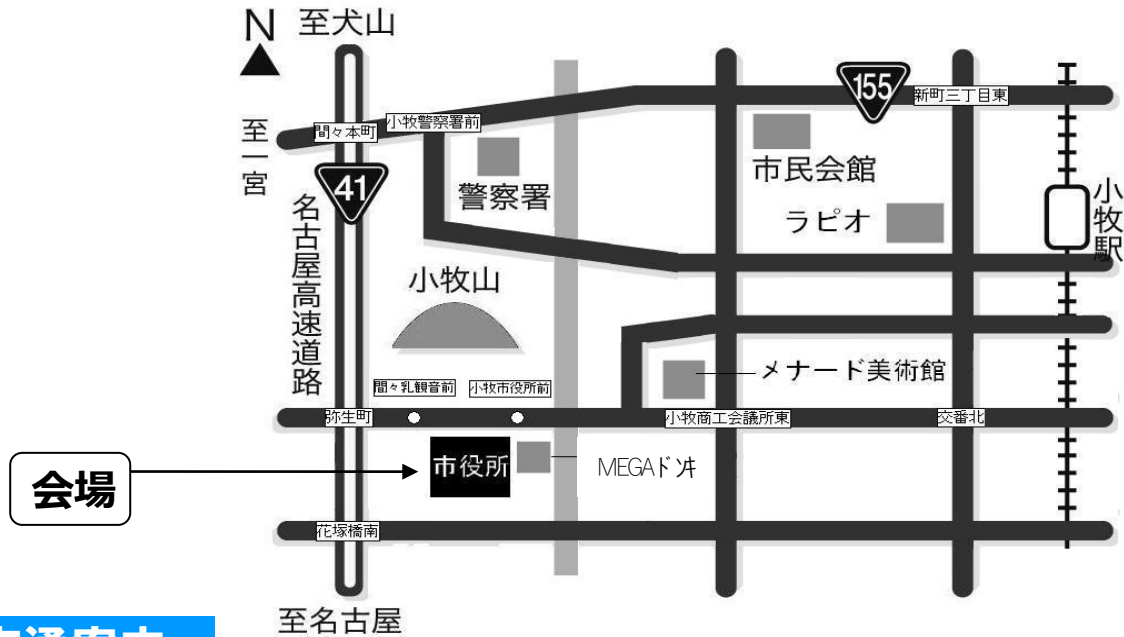 N 至犬山
155
新町三丁目東
小牧警察署前
間々本町
至一宮
市民会館
41
警察署
小牧駅
名古屋高速道路
ラピオ
小牧山
メナード美術館
間々乳観音前
小牧市役所前
弥生町
小牧商工会議所東
交番北
市役所
MEGAドンキ
会場
花塚橋南
至名古屋